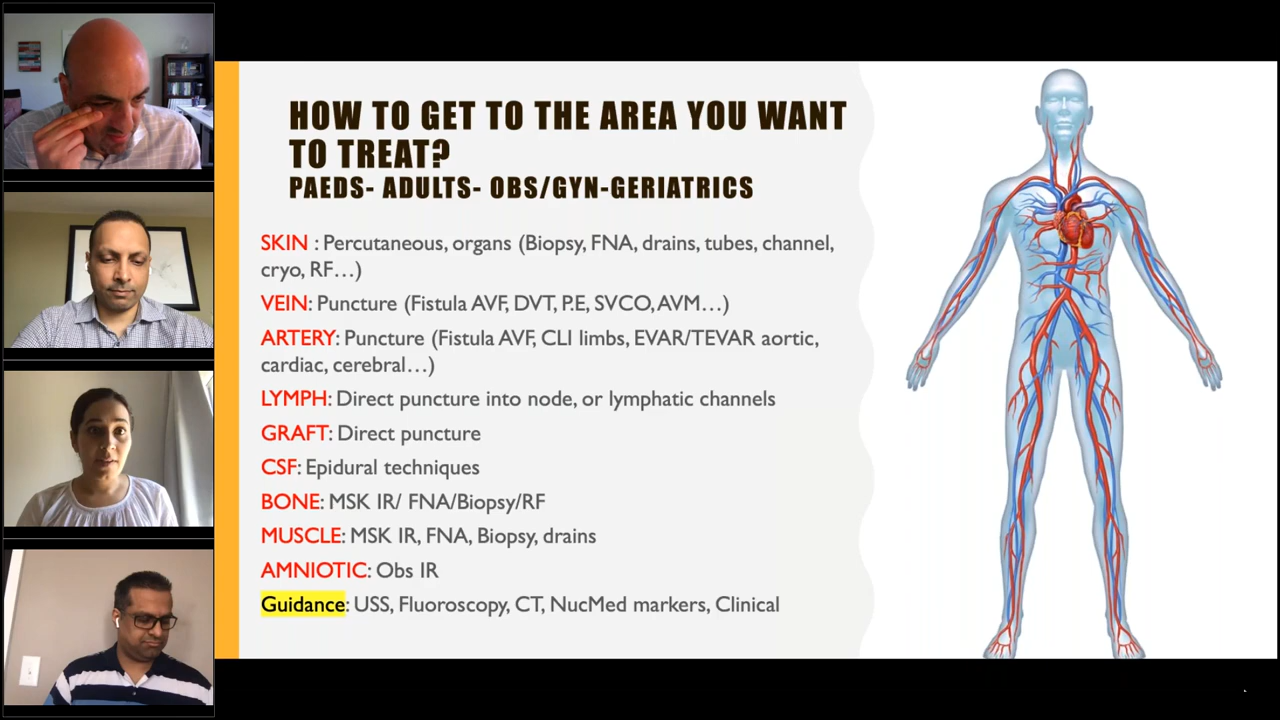 HOW TO GET TO THE AREA YOU WANT
TO TREAT?
PAEDS- ADULTS- OBS/GYN-GERIATRICS
SKIN : Percutaneous, organs (Biopsy, FNA, drains, tubes, channel,
cryo, RF…)
VEIN: Puncture (Fistula AVF, DVT, P.E, SVCO, AVM…)
ARTERY: Puncture (Fistula AVF, CLI limbs, EVAR/TEVAR aortic,
cardiac, cerebral…)
LYMPH: Direct puncture into node, or lymphatic channels
GRAFT: Direct puncture
CSF: Epidural techniques
BONE: MSK IR/ FNA/Biopsy/RF
MUSCLE: MSK IR, FNA, Biopsy, drains
AMNIOTIC: Obs IR
Guidance: USS, Fluoroscopy, CT, NucMed markers, Clinical